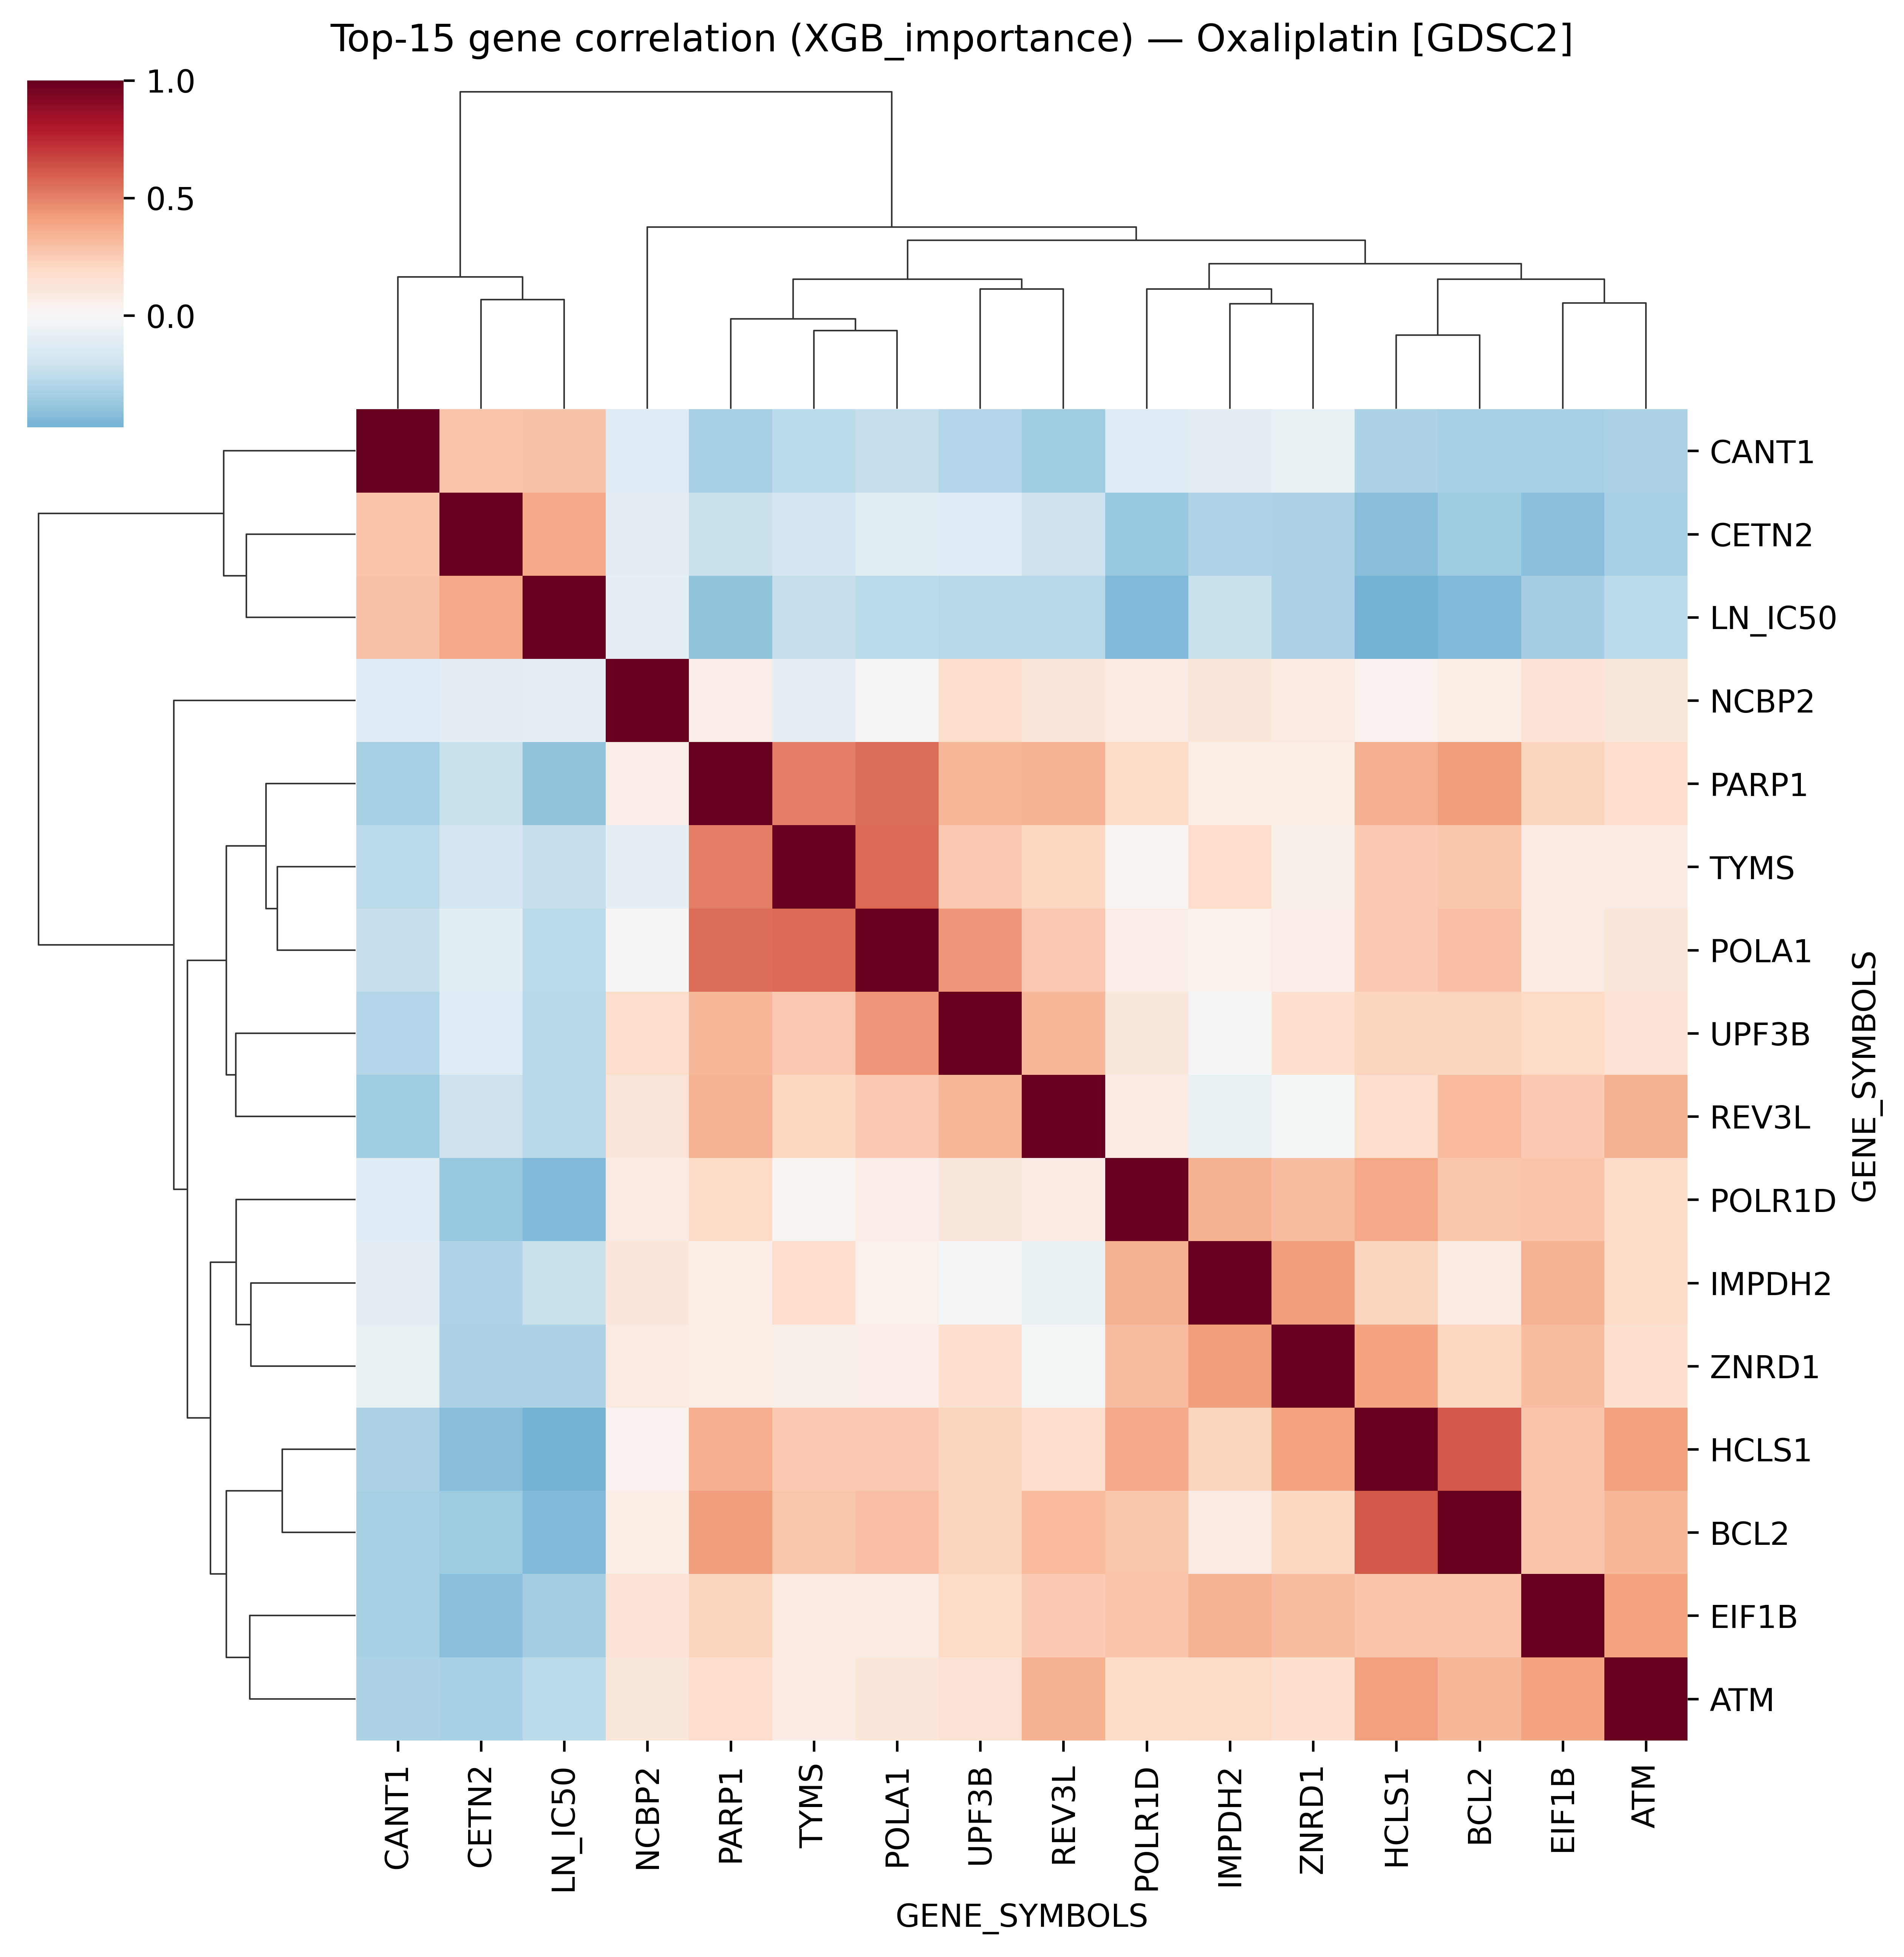 Top-15 gene correlation (XGB_importance) — Oxaliplatin [GDSC2]
1.0
0.5
0.0
CANT1
CETN2
LN_IC50
NCBP2
PARP1
TYMS
POLA1
UPF3B
REV3L
POLR1D
IMPDH2
ZNRD1
HCLS1
BCL2
EIF1B
ATM
GENE_SYMBOLS
CANT1
CETN2
LN_IC50
NCBP2
PARP1
TYMS
POLA1
UPF3B
REV3L
POLR1D
IMPDH2
ZNRD1
HCLS1
BCL2
EIF1B
ATM
GENE_SYMBOLS